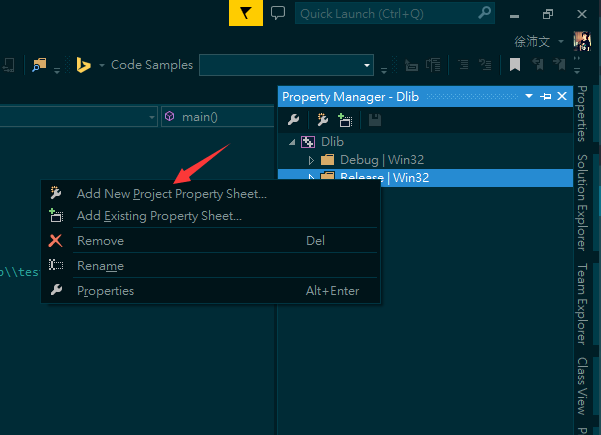 Quick Launch (Ctrl+Q)
徐沛文
Code Samples
Property Manager - Dlib
main()
Dlib
Debug | Win32
Release | Win32
Add New Project Property Sheet...
Add Existing Property Sheet...
Remove Del
Rename
Properties Alt+Enter
o\\test
Properties
Solution Explorer
Team Explorer
Class View